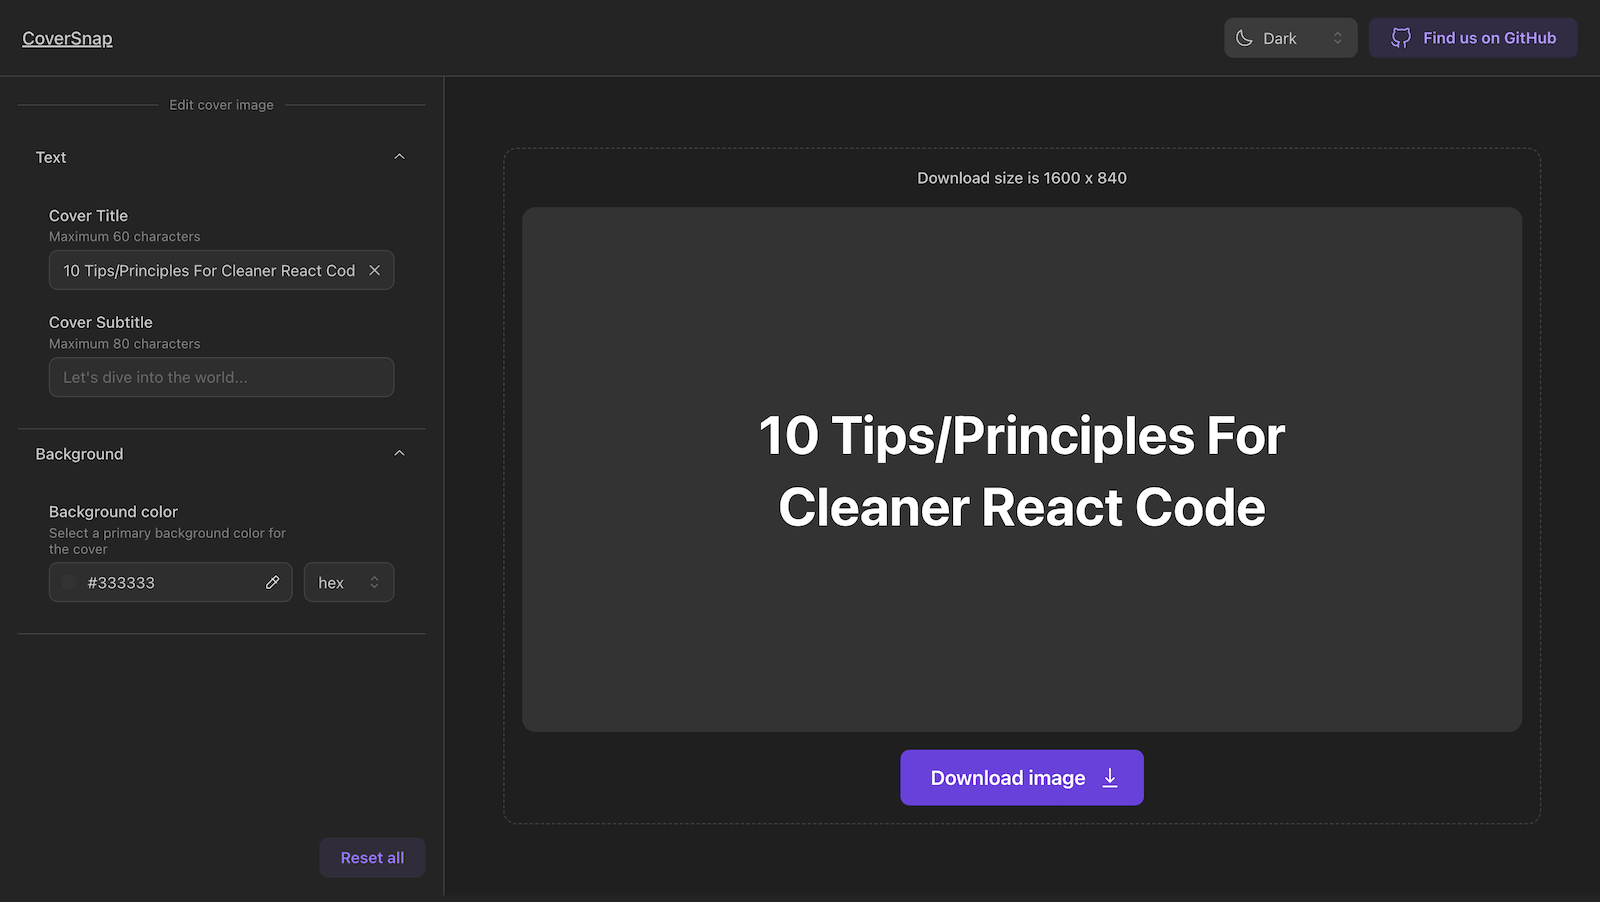 CoverSnap
Dark
Find us on GitHub
Edit cover image
Text
Cover Title
Maximum 60 characters
10 Tips/Principles For Cleaner React Cod
Cover Subtitle
Maximum 80 characters
Let's dive into the world...
Background
Background color
Select a primary background color for
the cover
#333333
hex
Reset all
Download size is 1600 x 840
10 Tips/Principles For
Cleaner React Code
Download image